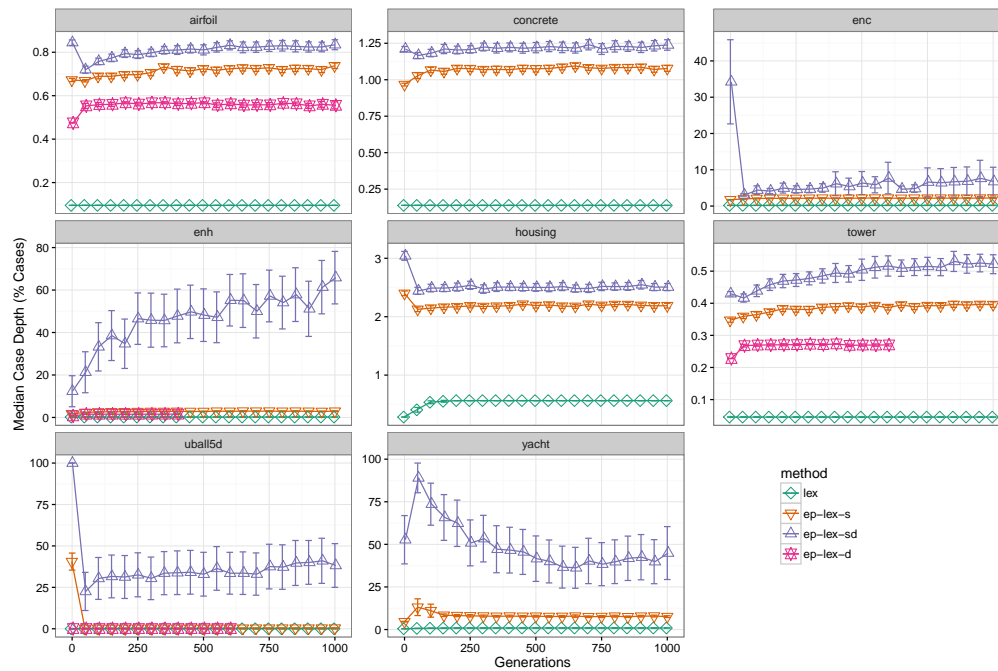 airfoil
concrete
enc
0.8
0.6
0.4
0.2
1.25
1.00
0.75
0.50
0.25
40
30
20
10
0
enh
housing
tower
80
60
40
20
0
3
2
1
0.5
0.4
0.3
0.2
0.1
uball5d
yacht
100
75
50
25
0
100
75
50
25
0
0 250 500 750 1000
0 250 500 750 1000
Median Case Depth (% Cases)
Generations
method
lex
ep-lex-s
ep-lex-sd
ep-lex-d